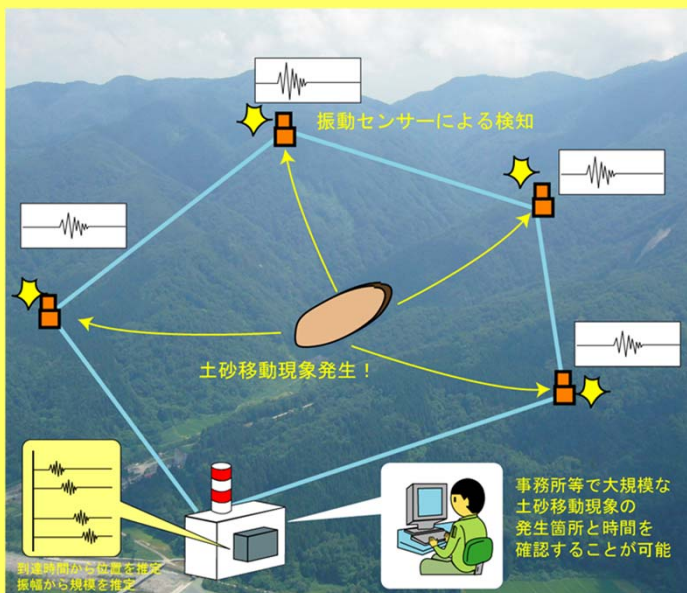 振動センサーによる検知
土砂移動現象発生！
到達時間から位置を推定
振幅から規模を推定
事務所等で大規模な
土砂移動現象の
発生箇所と時間を
確認することが可能